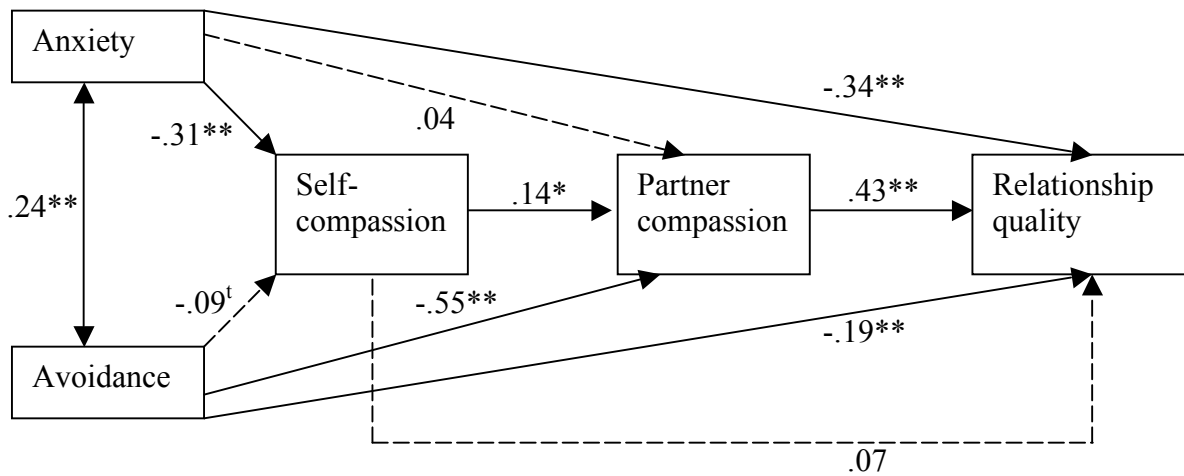 Anxiety
-.34**
.04
-.31**
Self-
compassion
Partner
compassion
Relationship
quality
.14*
.43**
.24**
-.09ᵗ
-.55**
-.19**
Avoidance
.07